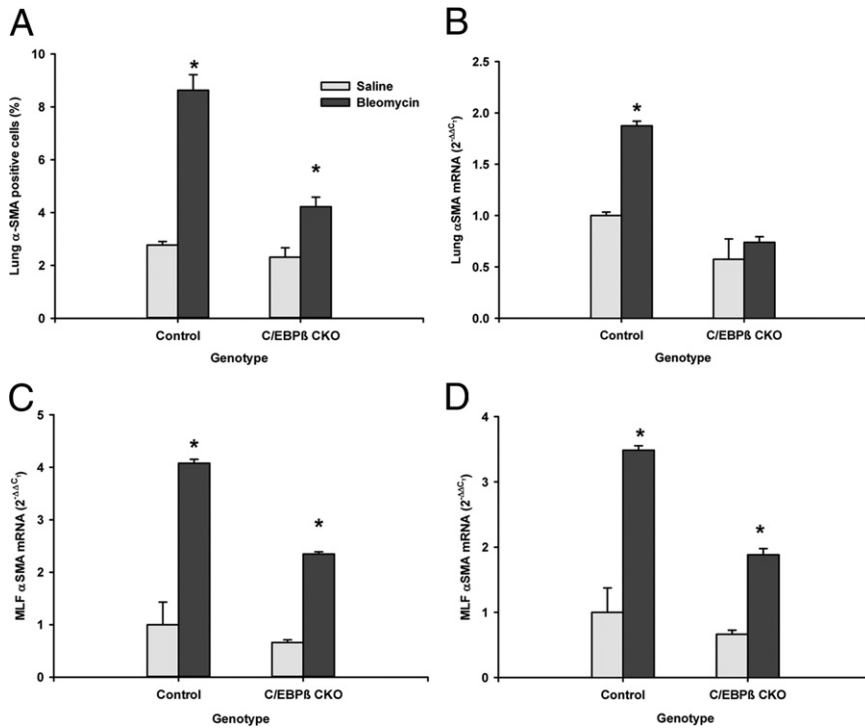 A
Lung α-SMA positive cells (%)
10
8
6
4
2
0
*
*
Saline
Bleomycin
Control
C/EBPß CKO
Genotype
B
Lung αSMA mRNA (2^-ΔΔC_T)
2.5
2.0
1.5
1.0
0.5
0.0
*
Control
C/EBPß CKO
Genotype
C
MLF αSMA mRNA (2^-ΔΔC_T)
5
4
3
2
1
0
*
*
Control
C/EBPß CKO
Genotype
D
MLF αSMA mRNA (2^-ΔΔC_T)
4
3
2
1
0
*
*
Control
C/EBPß CKO
Genotype